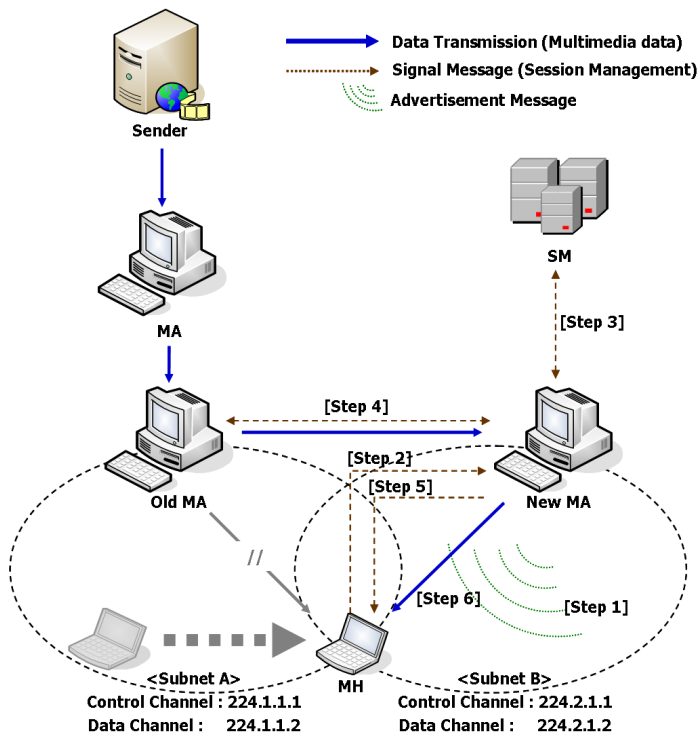 Data Transmission (Multimedia data)
Signal Message (Session Management)
Advertisement Message
Sender
SM
[Step 3]
MA
[Step 4]
[Step 2]
Old MA
[Step 5]
New MA
//
[Step 6]
[Step 1]
<Subnet A>
Control Channel : 224.1.1.1
Data Channel : 224.1.1.2
MH
<Subnet B>
Control Channel : 224.2.1.1
Data Channel : 224.2.1.2